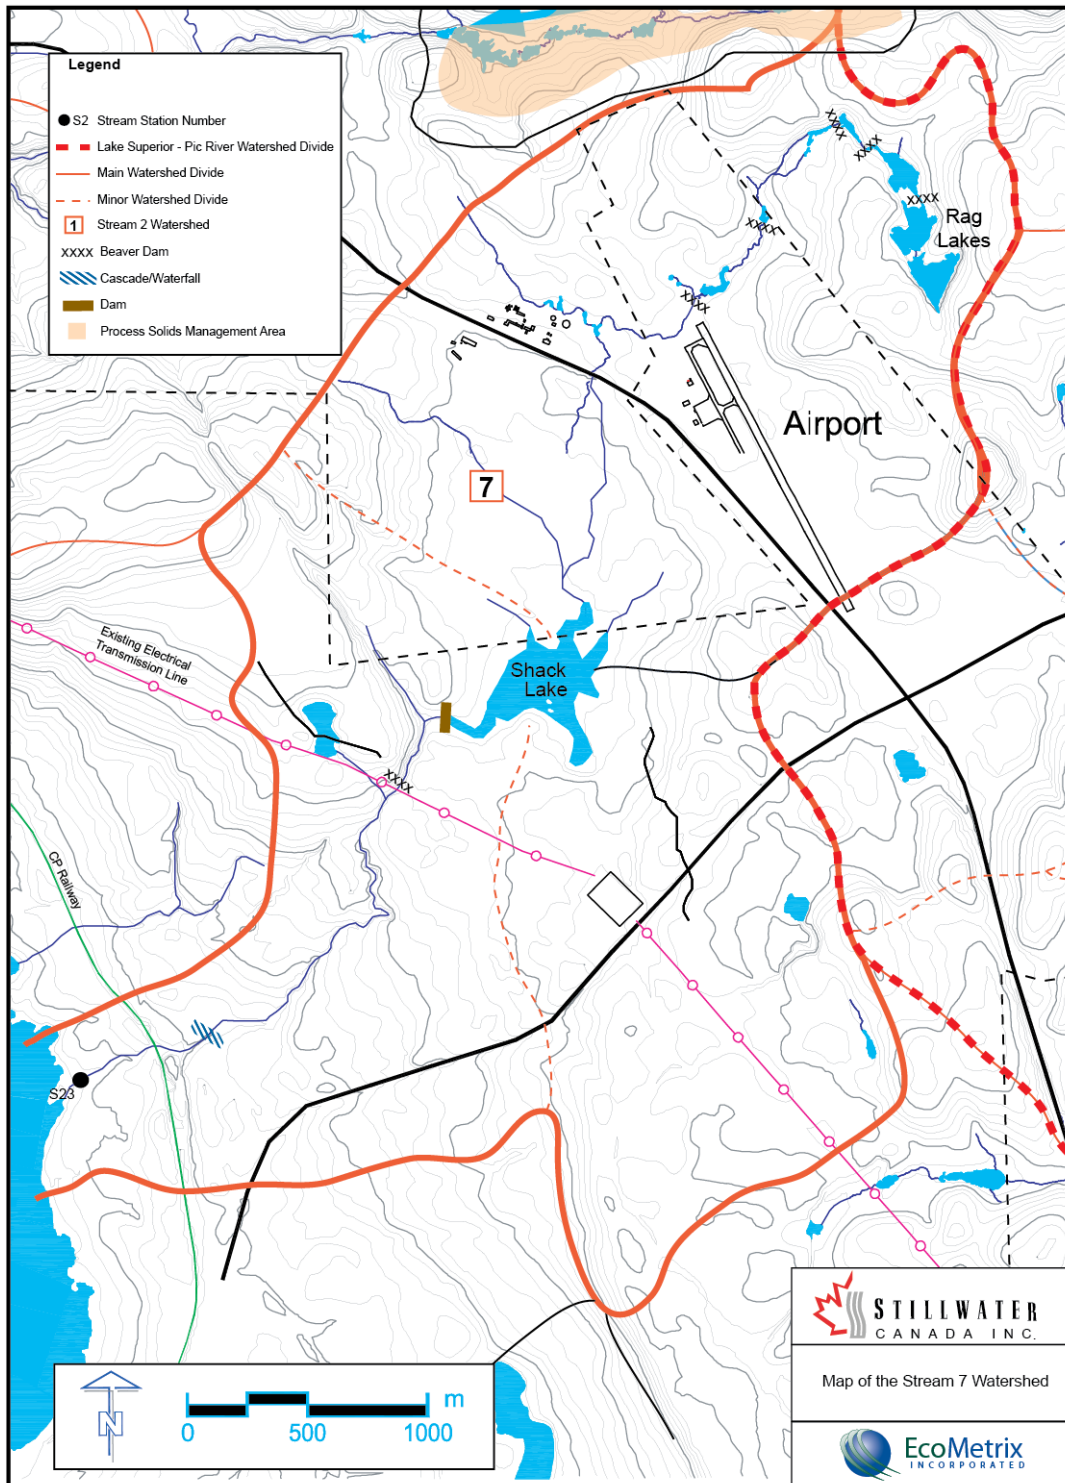 Legend
S2 Stream Station Number
Lake Superior - Pic River Watershed Divide
Main Watershed Divide
Minor Watershed Divide
1 Stream 2 Watershed
XXXX Beaver Dam
Cascade/Waterfall
Dam
Process Solids Management Area
XXXX
XXXX
XXXX
Rag
Lakes
XXXX
XXXX
Airport
7
Existing Electrical
Transmission Line
Shack
Lake
XXXX
CP Railway
S23
STILLWATER
CANADA INC.
Map of the Stream 7 Watershed
N
m
0 500 1000
EcoMetrix
INCORPORATED